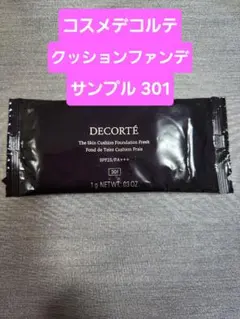 コスメデコルテ
クッションファンデ
サンプル 301
DECORTÉ
The Skin Cushion Foundation Fresh
Fond de Teint Cushion Frais
SPF25/PA+++
301
1 g NET WT. .03 OZ.